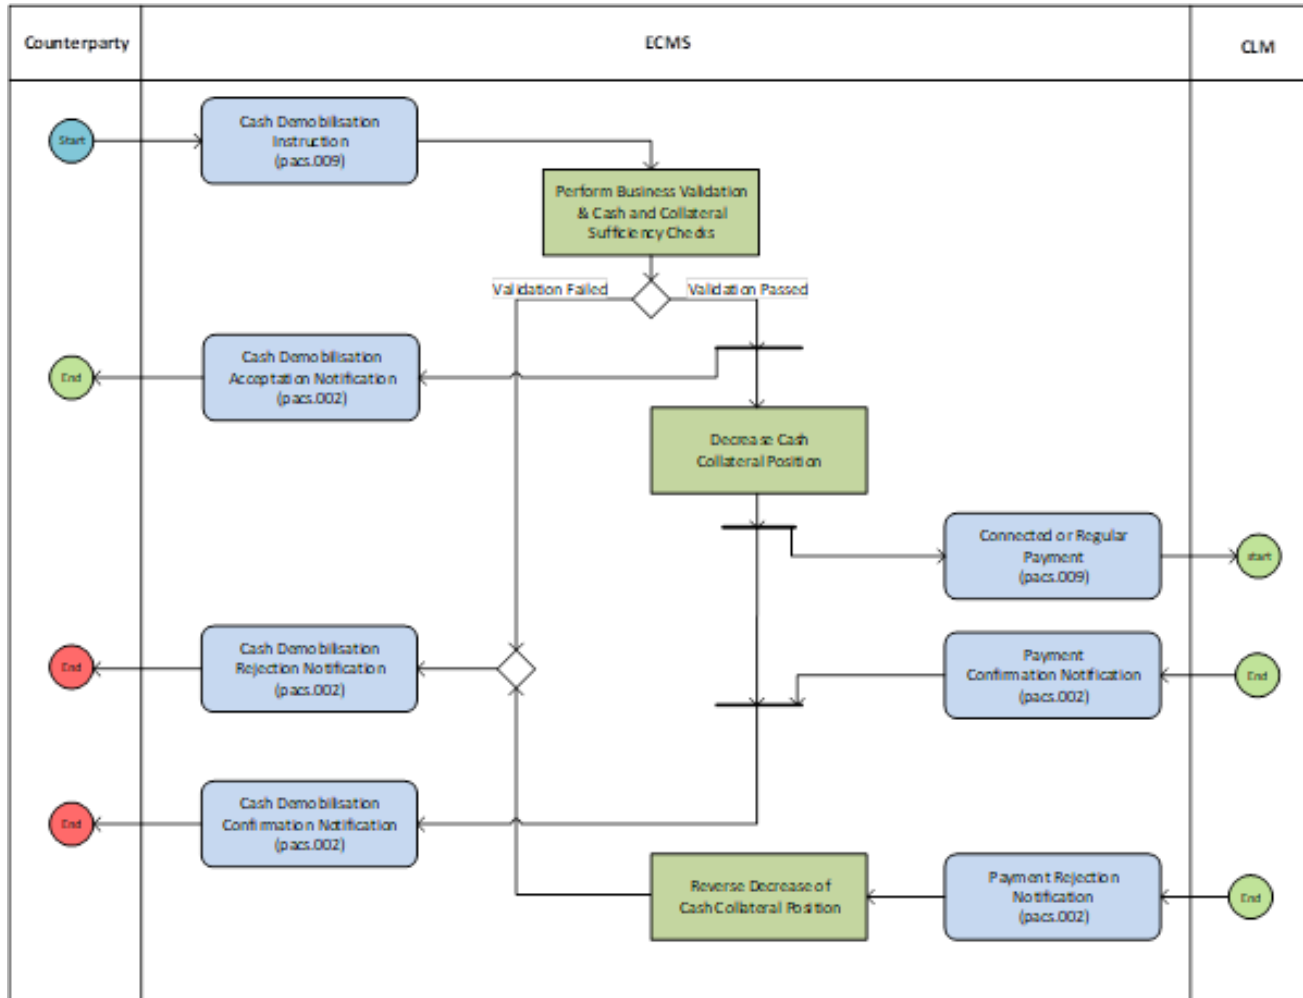 Counterparty
ECMS
CLM
Start
Cash Demobilisation
Instruction
(pacs.009)
Perform Business Validation
& Cash and Collateral
Sufficiency Checks
Validation Failed
Validation Passed
End
Cash Demobilisation
Acceptation Notification
(pacs.002)
Decrease Cash
Collateral Position
Connected or Regular
Payment
(pacs.009)
start
End
Cash Demobilisation
Rejection Notification
(pacs.002)
Payment
Confirmation Notification
(pacs.002)
End
End
Cash Demobilisation
Confirmation Notification
(pacs.002)
Reverse Decrease of
Cash Collateral Position
Payment Rejection
Notification
(pacs.002)
End